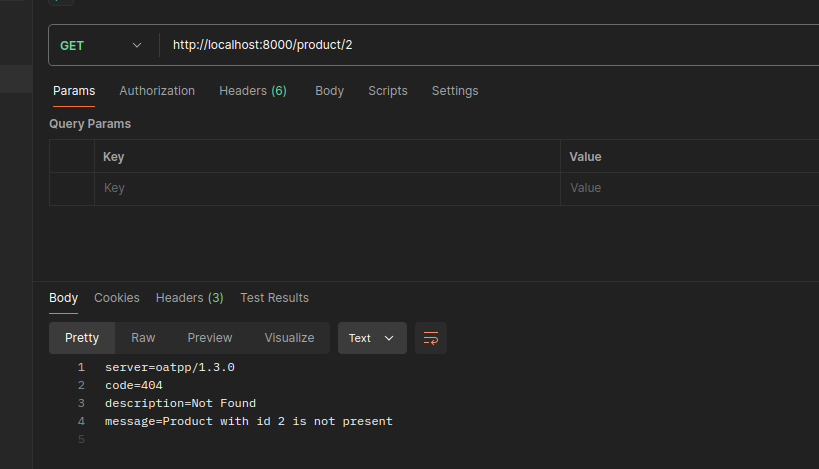 GET http://localhost:8000/product/2
Params Authorization Headers (6) Body Scripts Settings
Query Params
Key Value
Key Value
Body Cookies Headers (3) Test Results
Pretty Raw Preview Visualize Text
1 server=oatpp/1.3.0
2 code=404
3 description=Not Found
4 message=Product with id 2 is not present
5